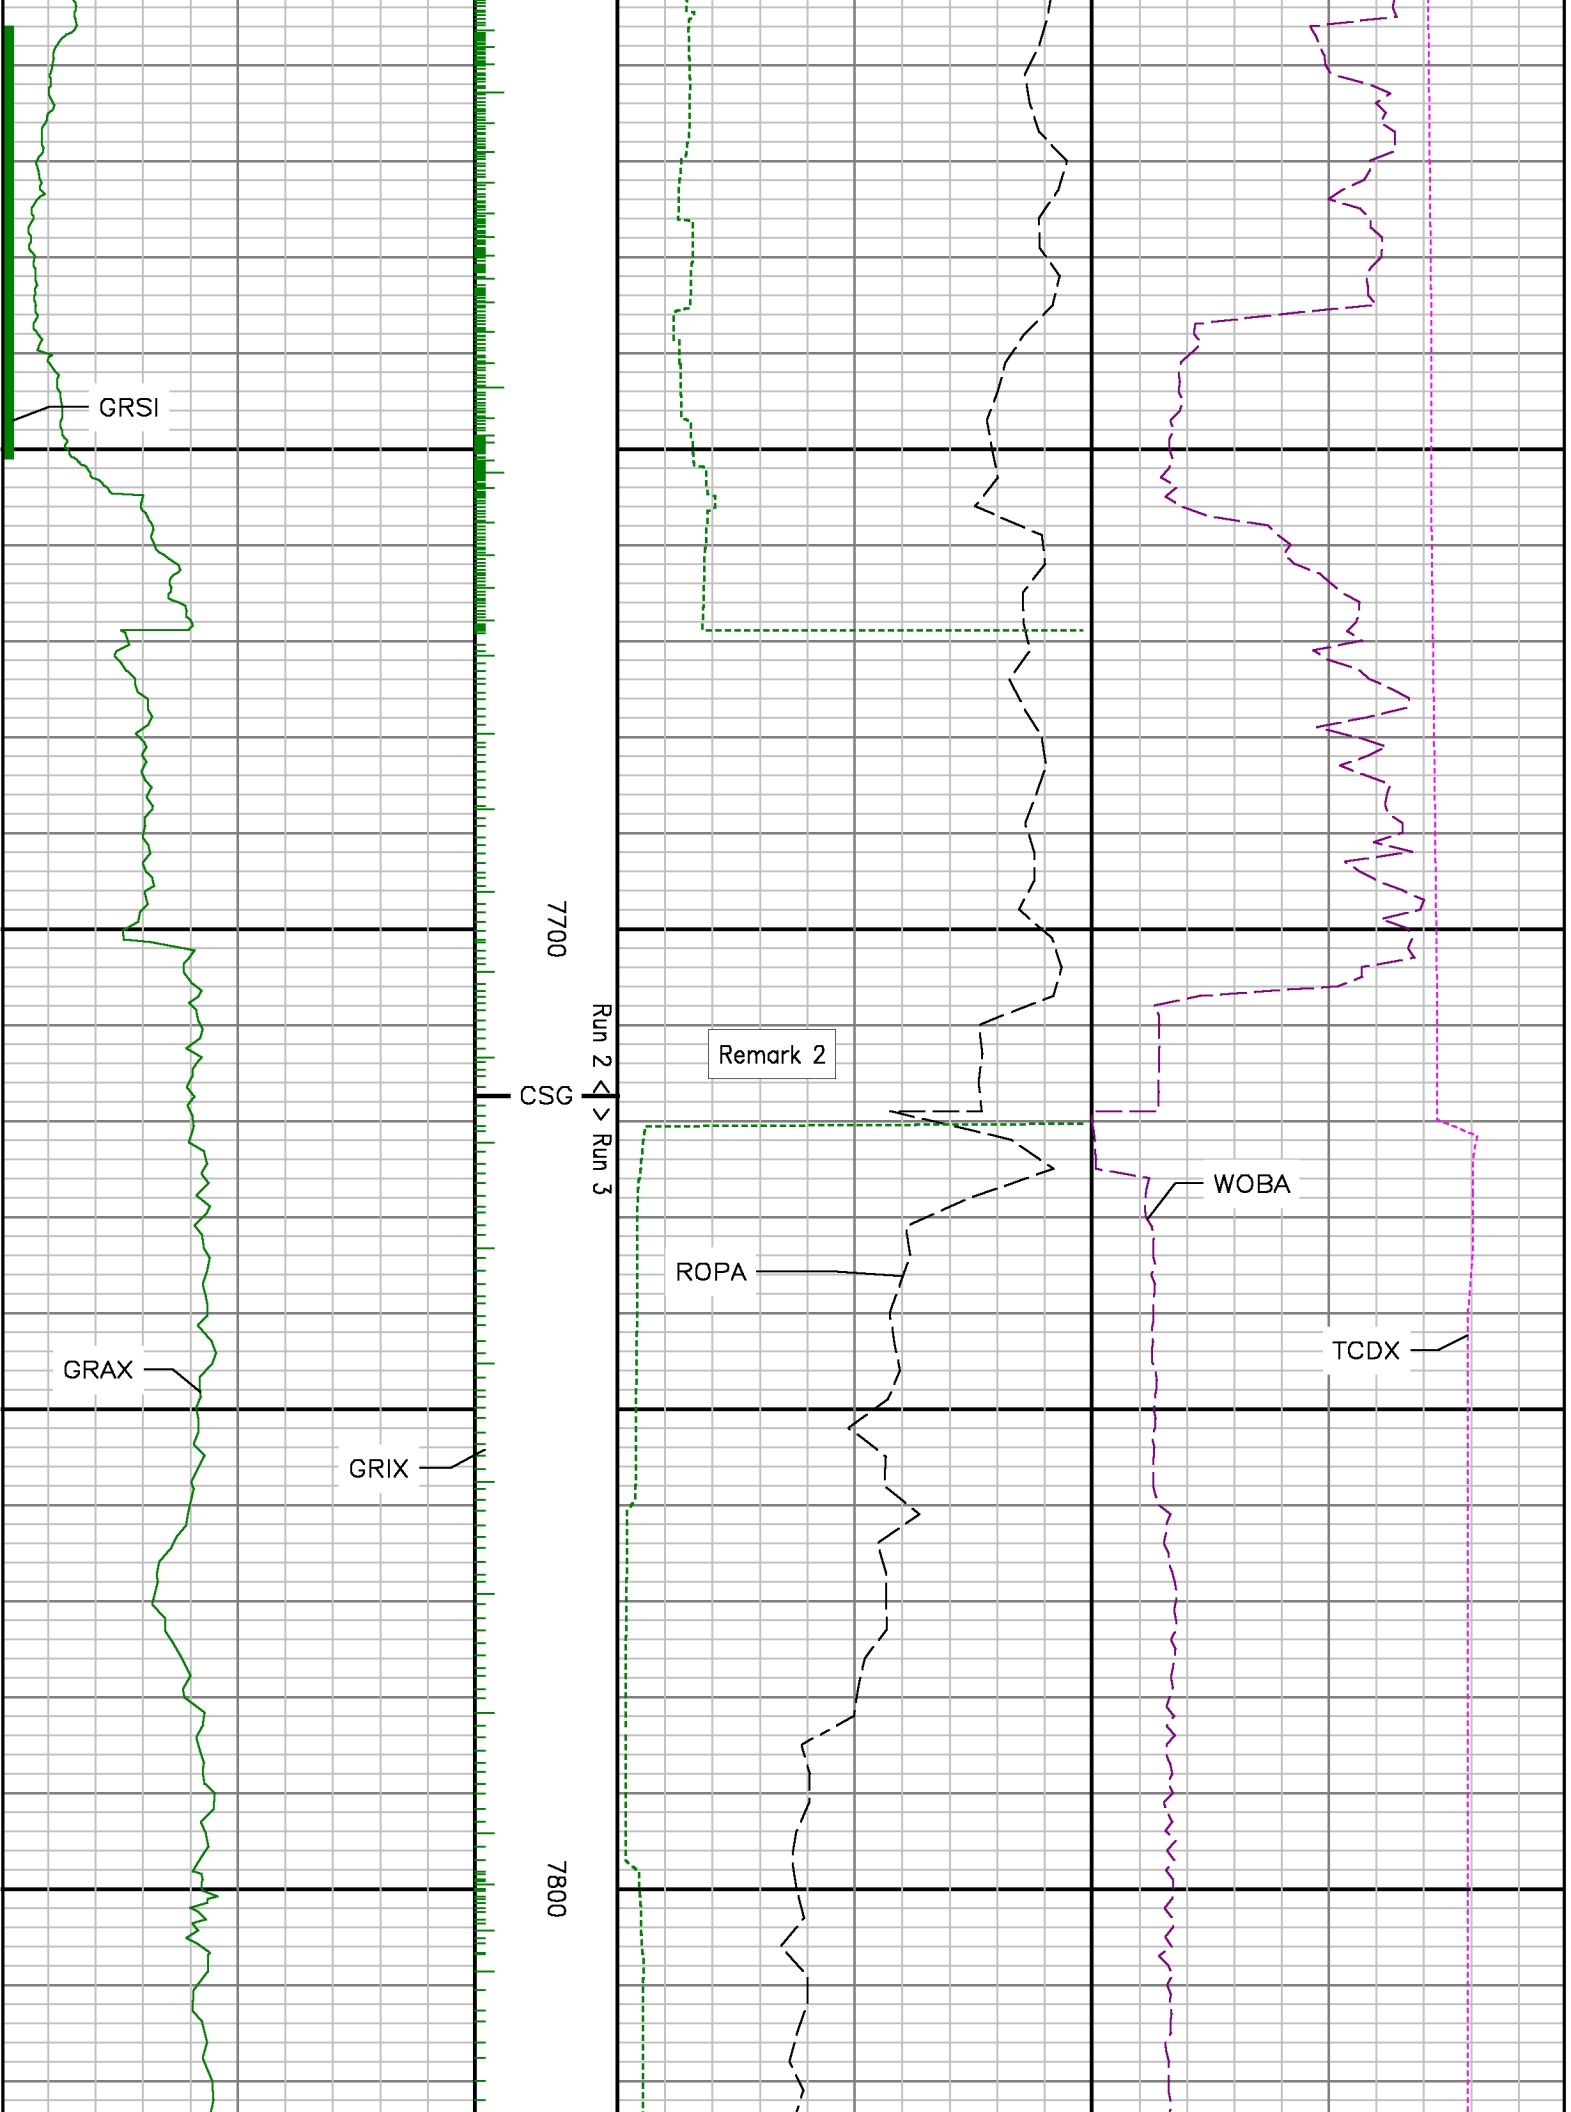 GRSI
7700
Run 2 < > Run 3
Remark 2
CSG
WOBA
ROPA
TCDX
GRAX
GRIX
7800